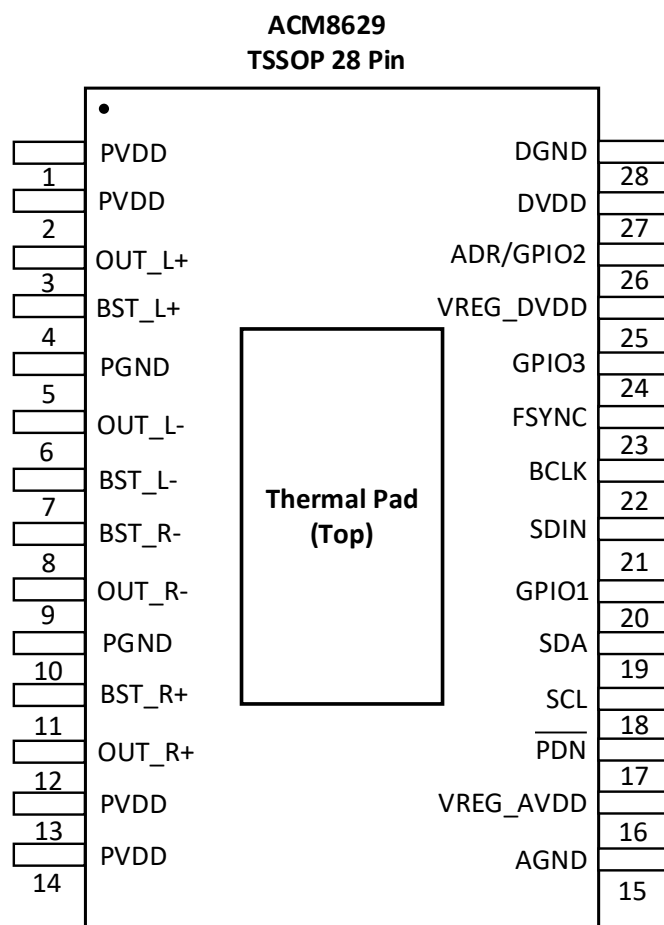 ACM8629
TSSOP 28 Pin
PVDD
1
PVDD
2
OUT_L+
3
BST_L+
4
PGND
5
OUT_L-
6
BST_L-
7
BST_R-
8
OUT_R-
9
PGND
10
BST_R+
11
OUT_R+
12
PVDD
13
PVDD
14
Thermal Pad
(Top)
DGND
28
DVDD
27
ADR/GPIO2
26
VREG_DVDD
25
GPIO3
24
FSYNC
23
BCLK
22
SDIN
21
GPIO1
20
SDA
19
SCL
18
PDN
17
VREG_AVDD
16
AGND
15